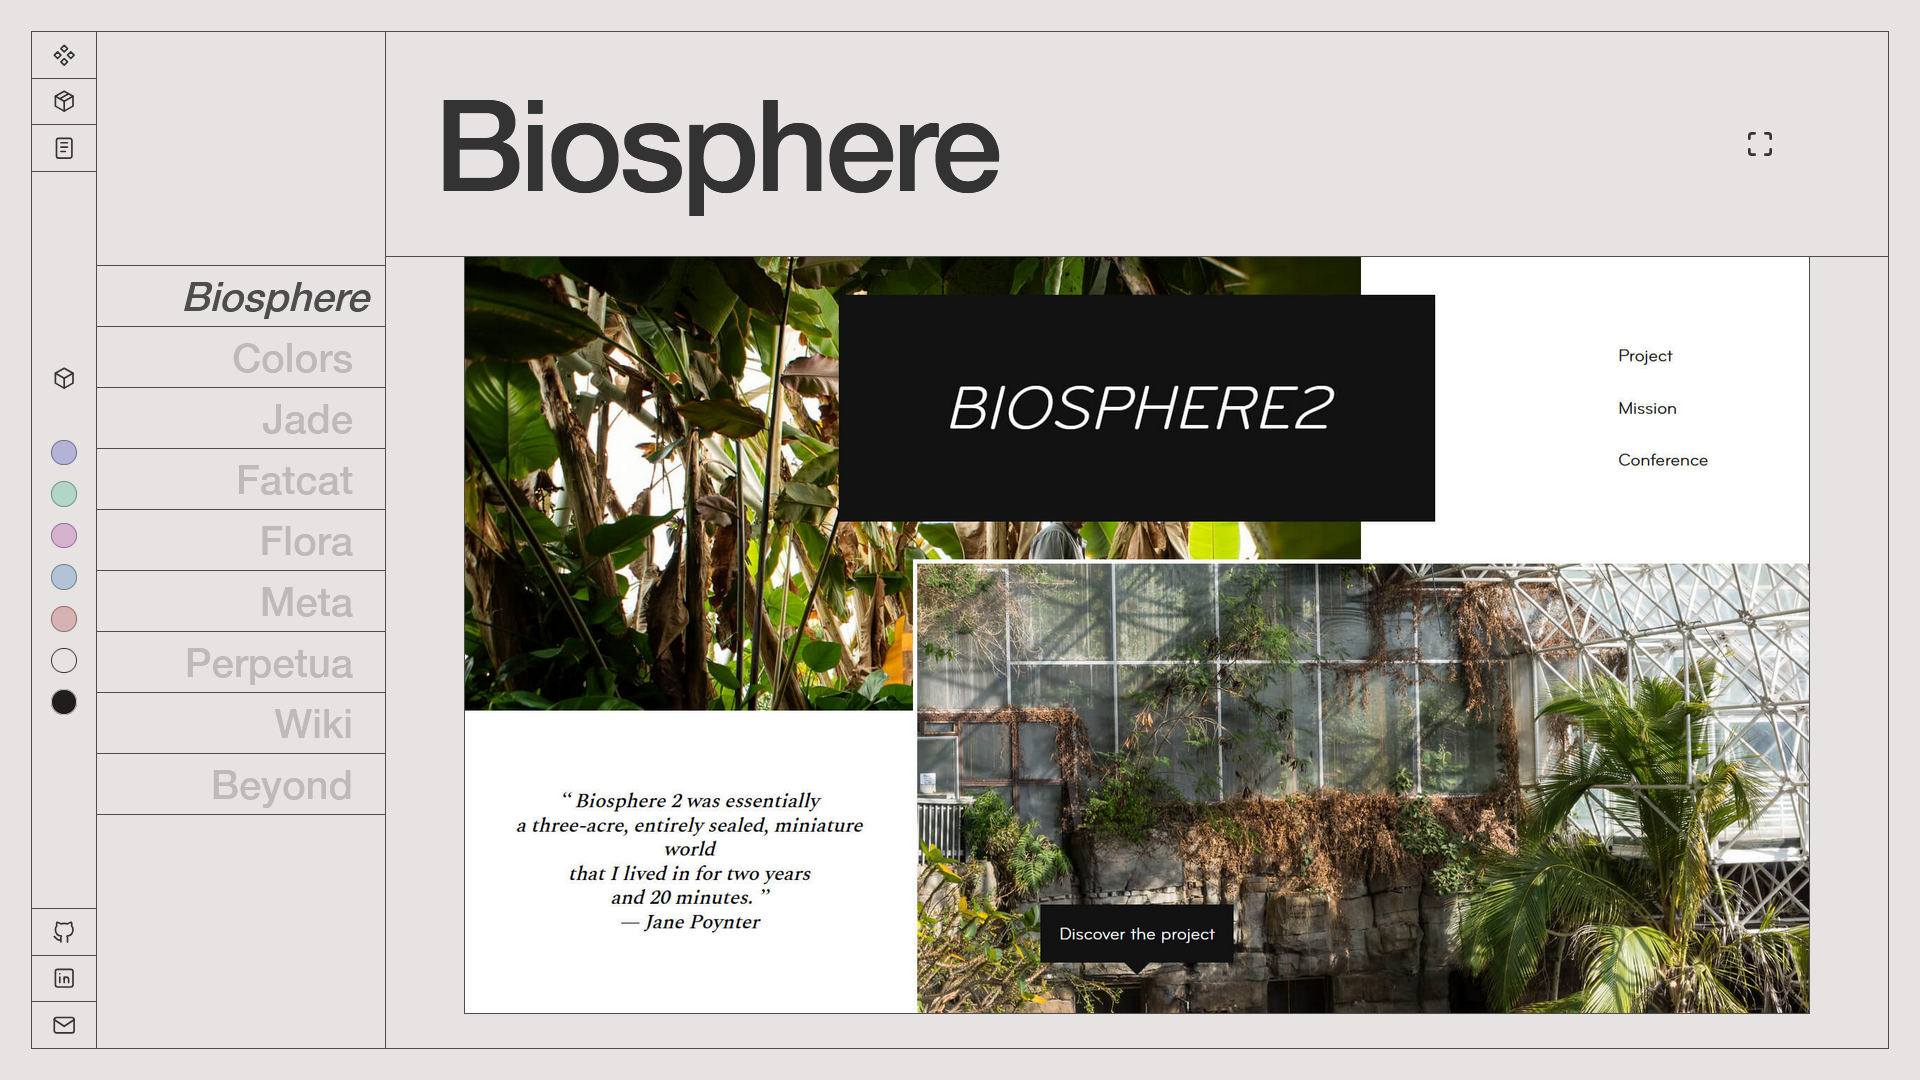 Biosphere
Biosphere
Colors
Jade
Fatcat
Flora
Meta
Perpetua
Wiki
Beyond
BIOSPHERE2
Project
Mission
Conference
“ Biosphere 2 was essentially
a three-acre, entirely sealed, miniature
world
that I lived in for two years
and 20 minutes. ”
— Jane Poynter
Discover the project
in